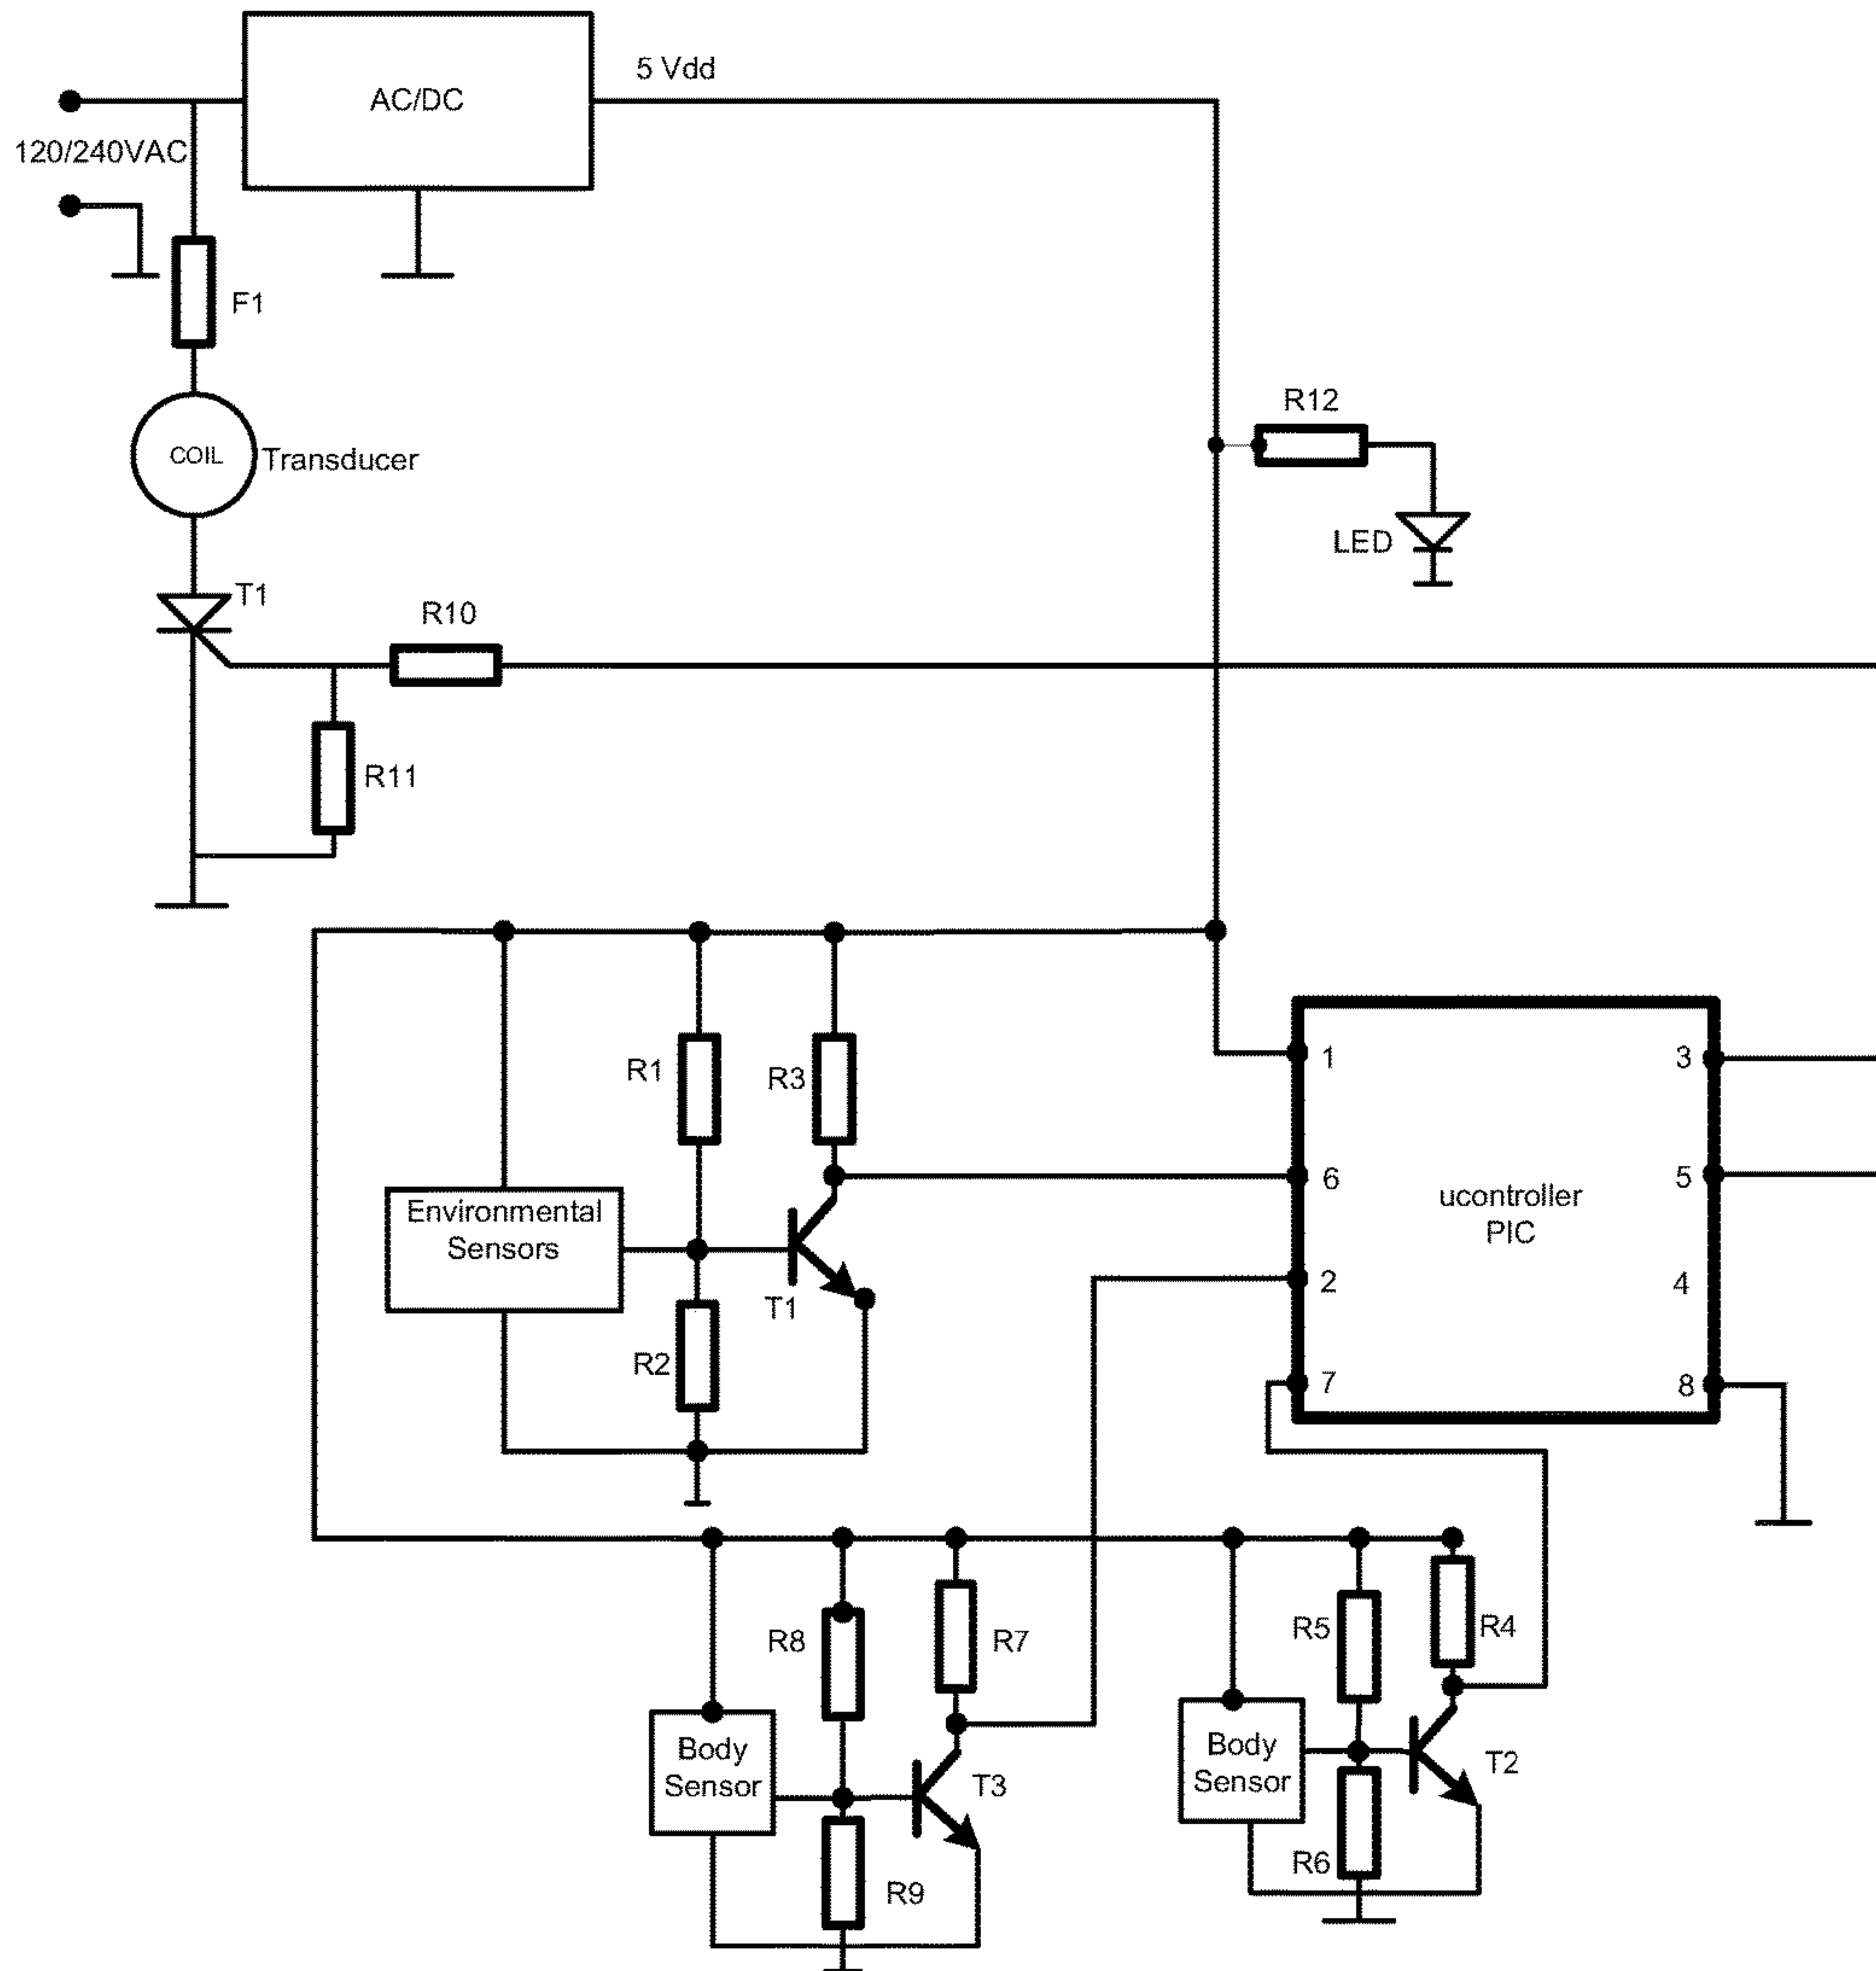 5 Vdd
AC/DC
120/240VAC
F1
COIL
Transducer
R12
LED
T1
R10
R11
R1
R3
1
3
Environmental
Sensors
6
5
ucontroller
PIC
T1
2
4
R2
7
8
R8
R7
R5
R4
Body
Sensor
T3
Body
Sensor
T2
R9
R6